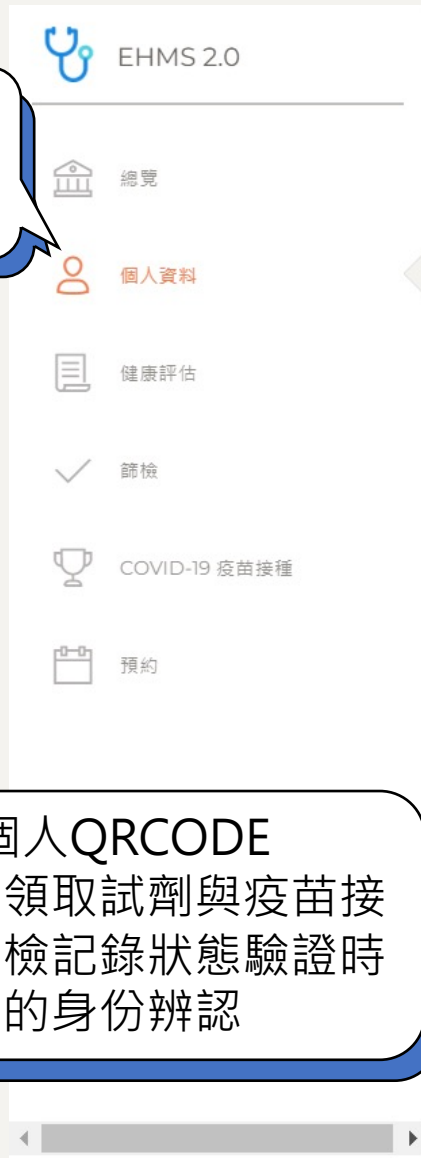 EHMS 2.0
總覽
個人資料
健康評估
篩檢
COVID-19 疫苗接種
預約
個人QRCODE
領取試劑與疫苗接
檢記錄狀態驗證時
的身份辨認